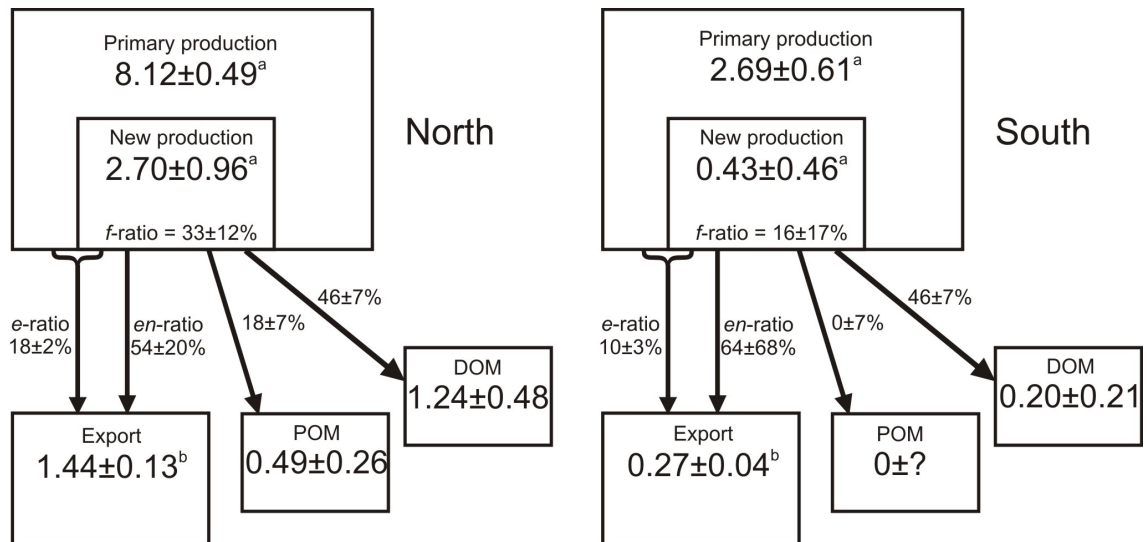 Primary production
8.12±0.49a
New production
2.70±0.96a
f-ratio = 33±12%
North
e-ratio
18±2%
en-ratio
54±20%
18±7%
46±7%
DOM
1.24±0.48
Export
1.44±0.13b
POM
0.49±0.26
Primary production
2.69±0.61a
New production
0.43±0.46a
f-ratio = 16±17%
South
e-ratio
10±3%
en-ratio
64±68%
0±7%
46±7%
DOM
0.20±0.21
Export
0.27±0.04b
POM
0±?